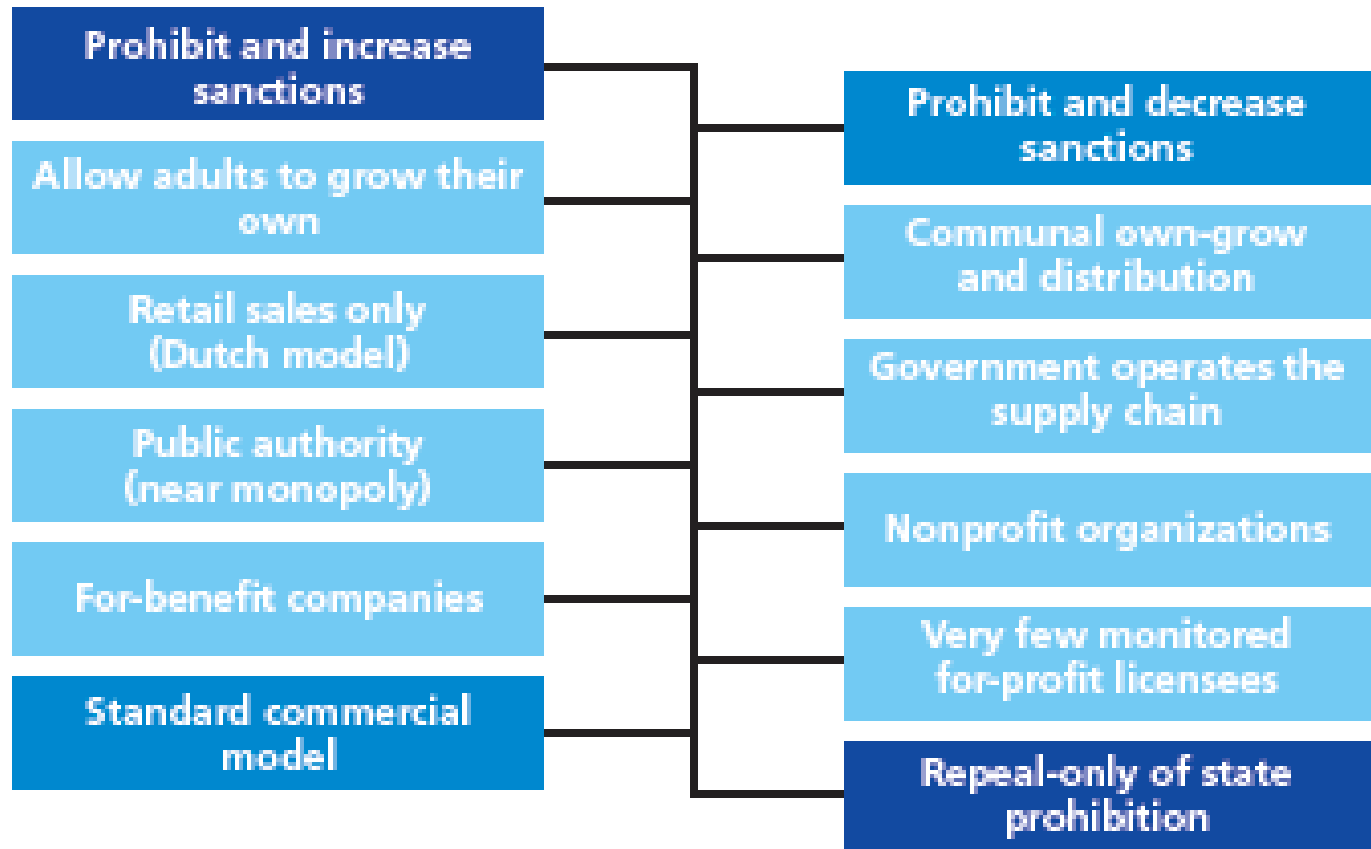 Prohibit and increase
sanctions
Prohibit and decrease
sanctions
Allow adults to grow their
own
Communal own-grow
and distribution
Retail sales only
(Dutch model)
Government operates the
supply chain
Public authority
(near monopoly)
Nonprofit organizations
For-benefit companies
Very few monitored
for-profit licensees
Standard commercial
model
Repeal-only of state
prohibition